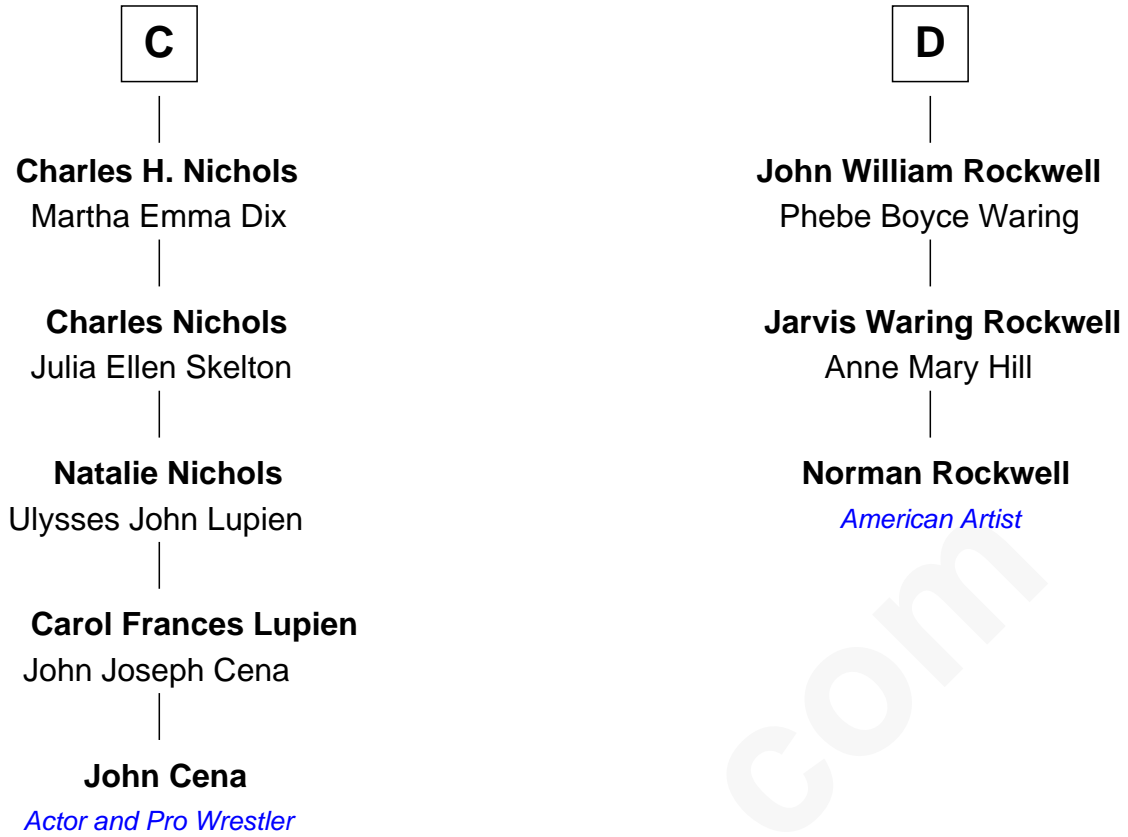 C
Charles H. Nichols
Martha Emma Dix
Charles Nichols
Julia Ellen Skelton
Natalie Nichols
Ulysses John Lupien
Carol Frances Lupien
John Joseph Cena
John Cena
Actor and Pro Wrestler
D
John William Rockwell
Phebe Boyce Waring
Jarvis Waring Rockwell
Anne Mary Hill
Norman Rockwell
American Artist
com